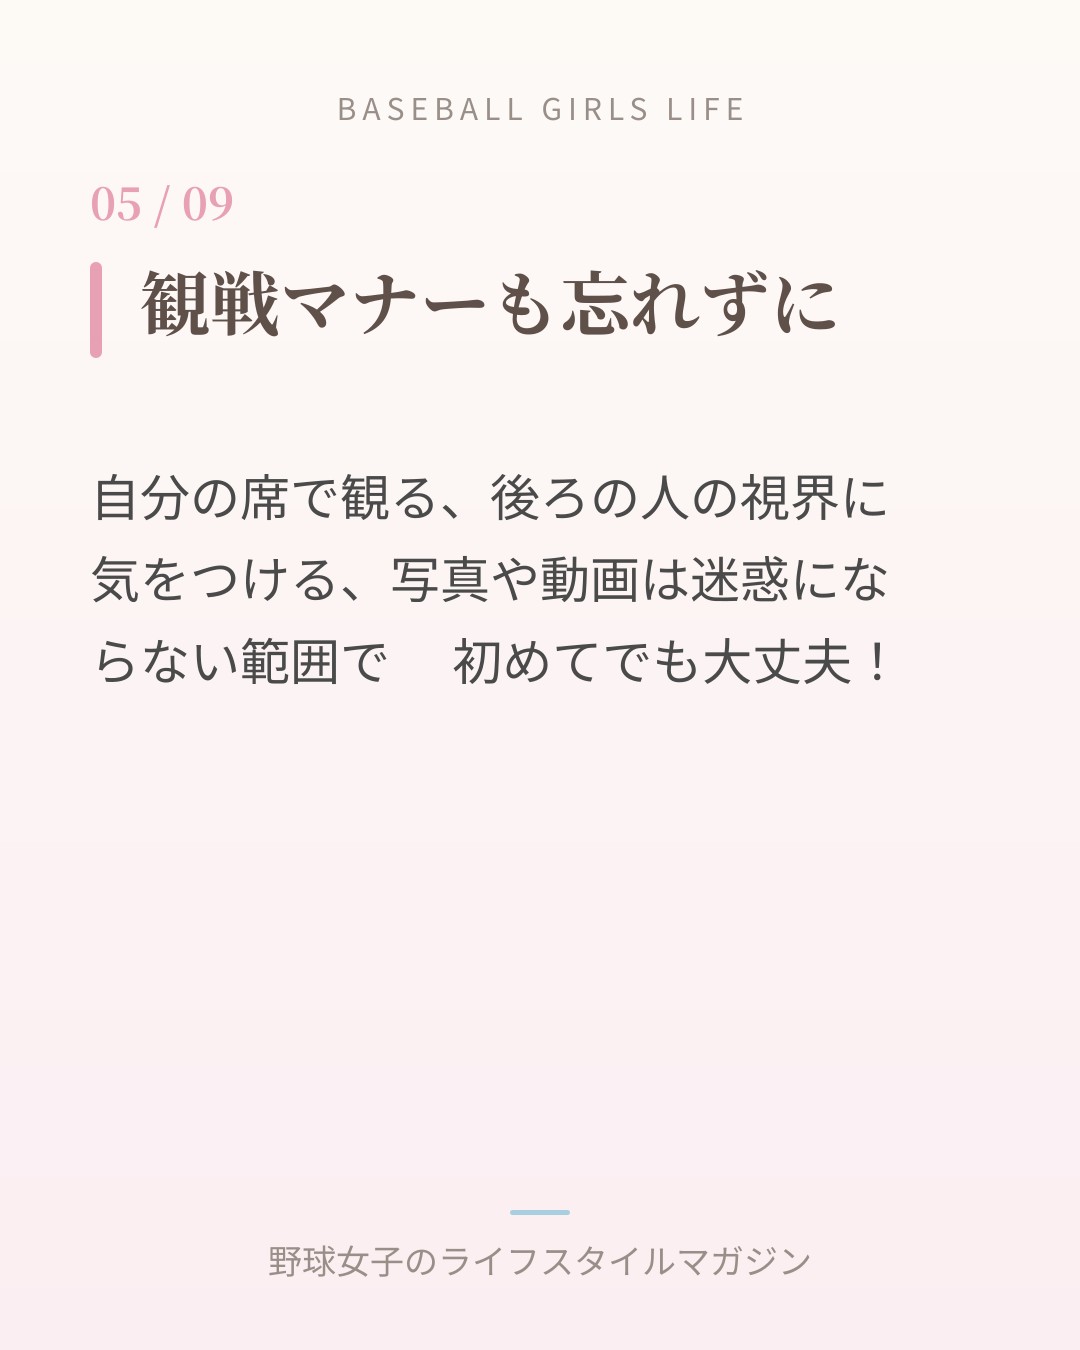 BASEBALL GIRLS LIFE
05 / 09
観戦マナーも忘れずに
自分の席で観る、後ろの人の視界に
気をつける、写真や動画は迷惑にな
らない範囲で　初めてでも大丈夫！
野球女子のライフスタイルマガジン